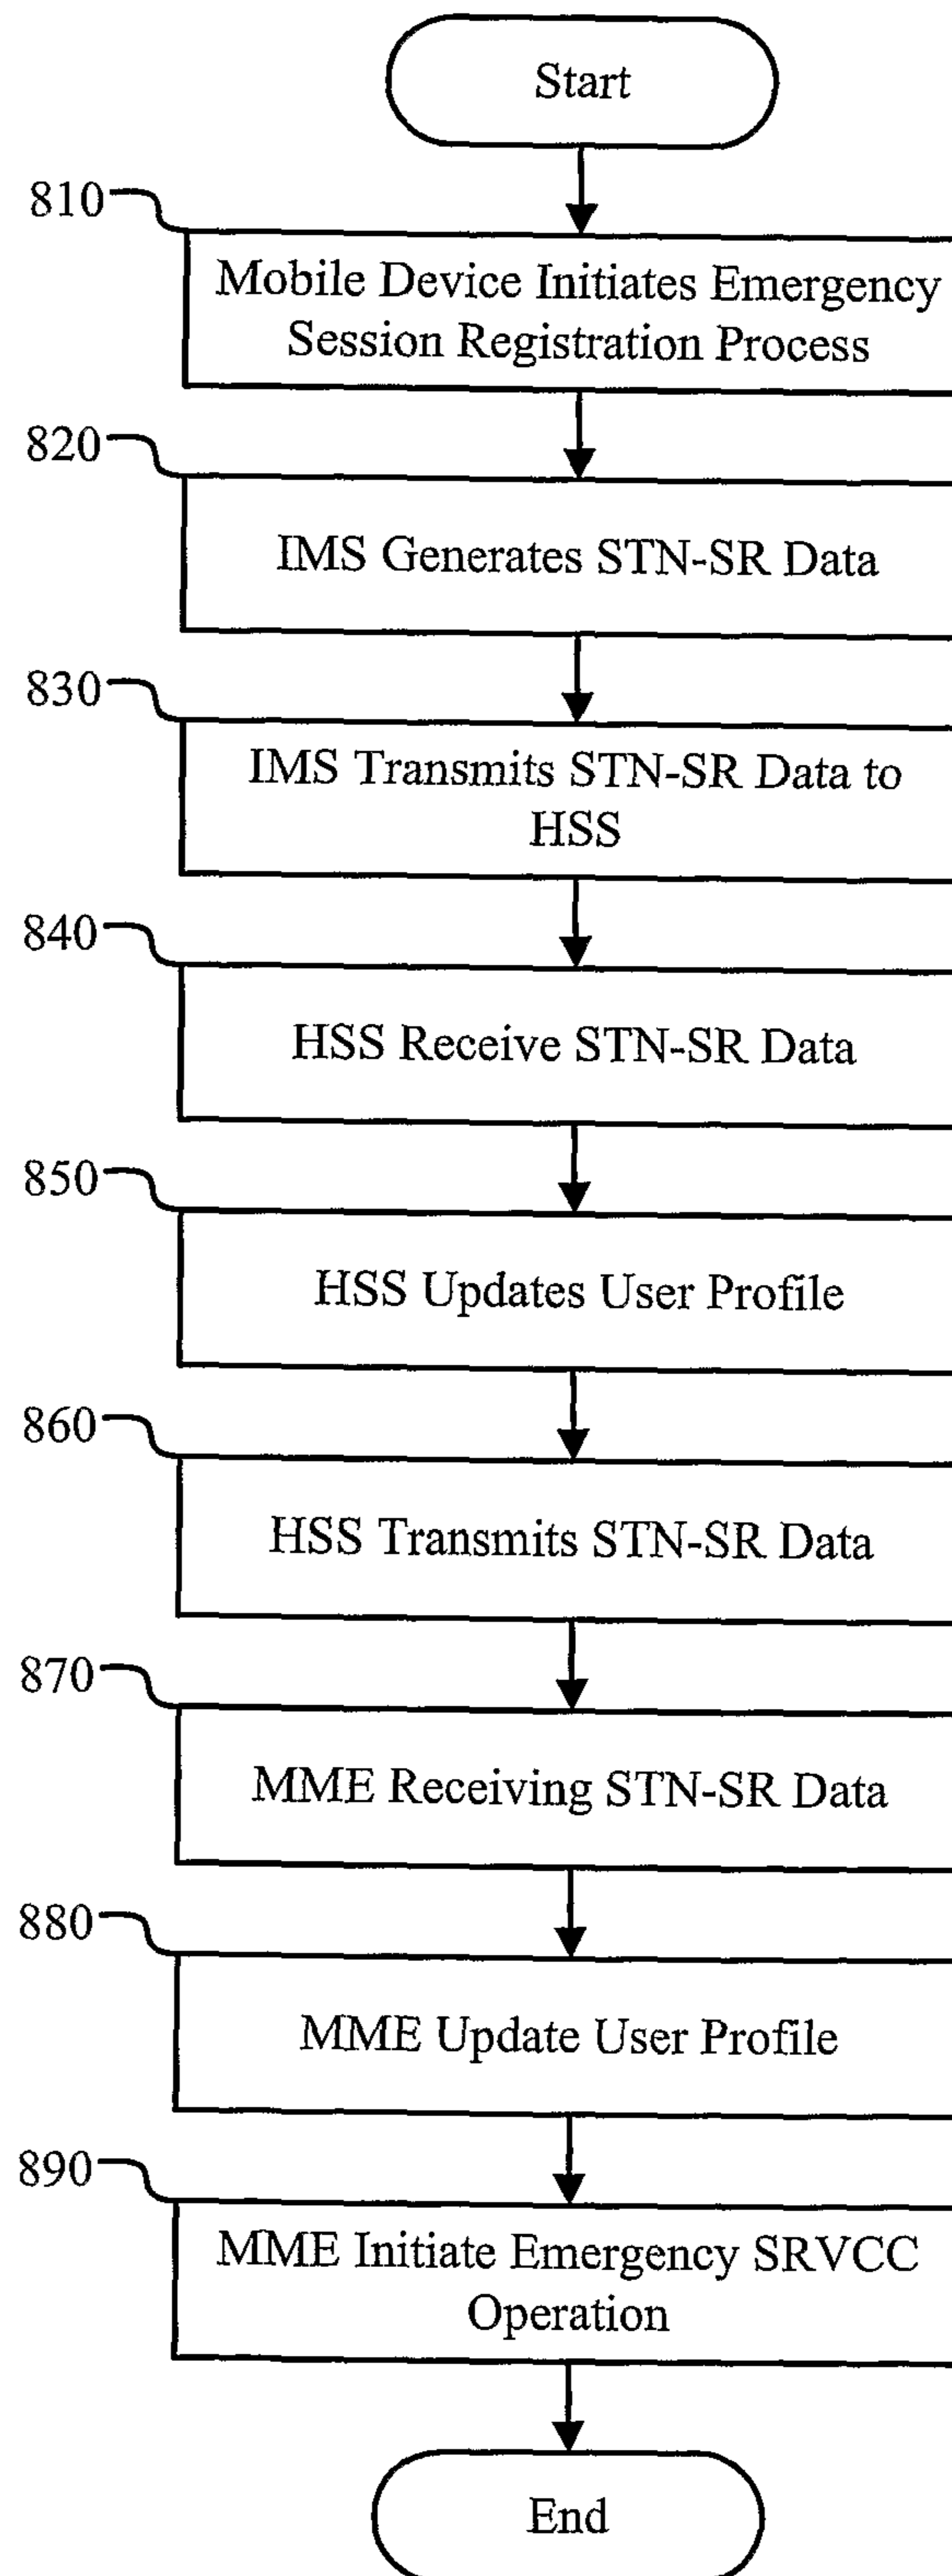 Start
810
Mobile Device Initiates Emergency
Session Registration Process
820
IMS Generates STN-SR Data
830
IMS Transmits STN-SR Data to
HSS
840
HSS Receive STN-SR Data
850
HSS Updates User Profile
860
HSS Transmits STN-SR Data
870
MME Receiving STN-SR Data
880
MME Update User Profile
890
MME Initiate Emergency SRVCC
Operation
End